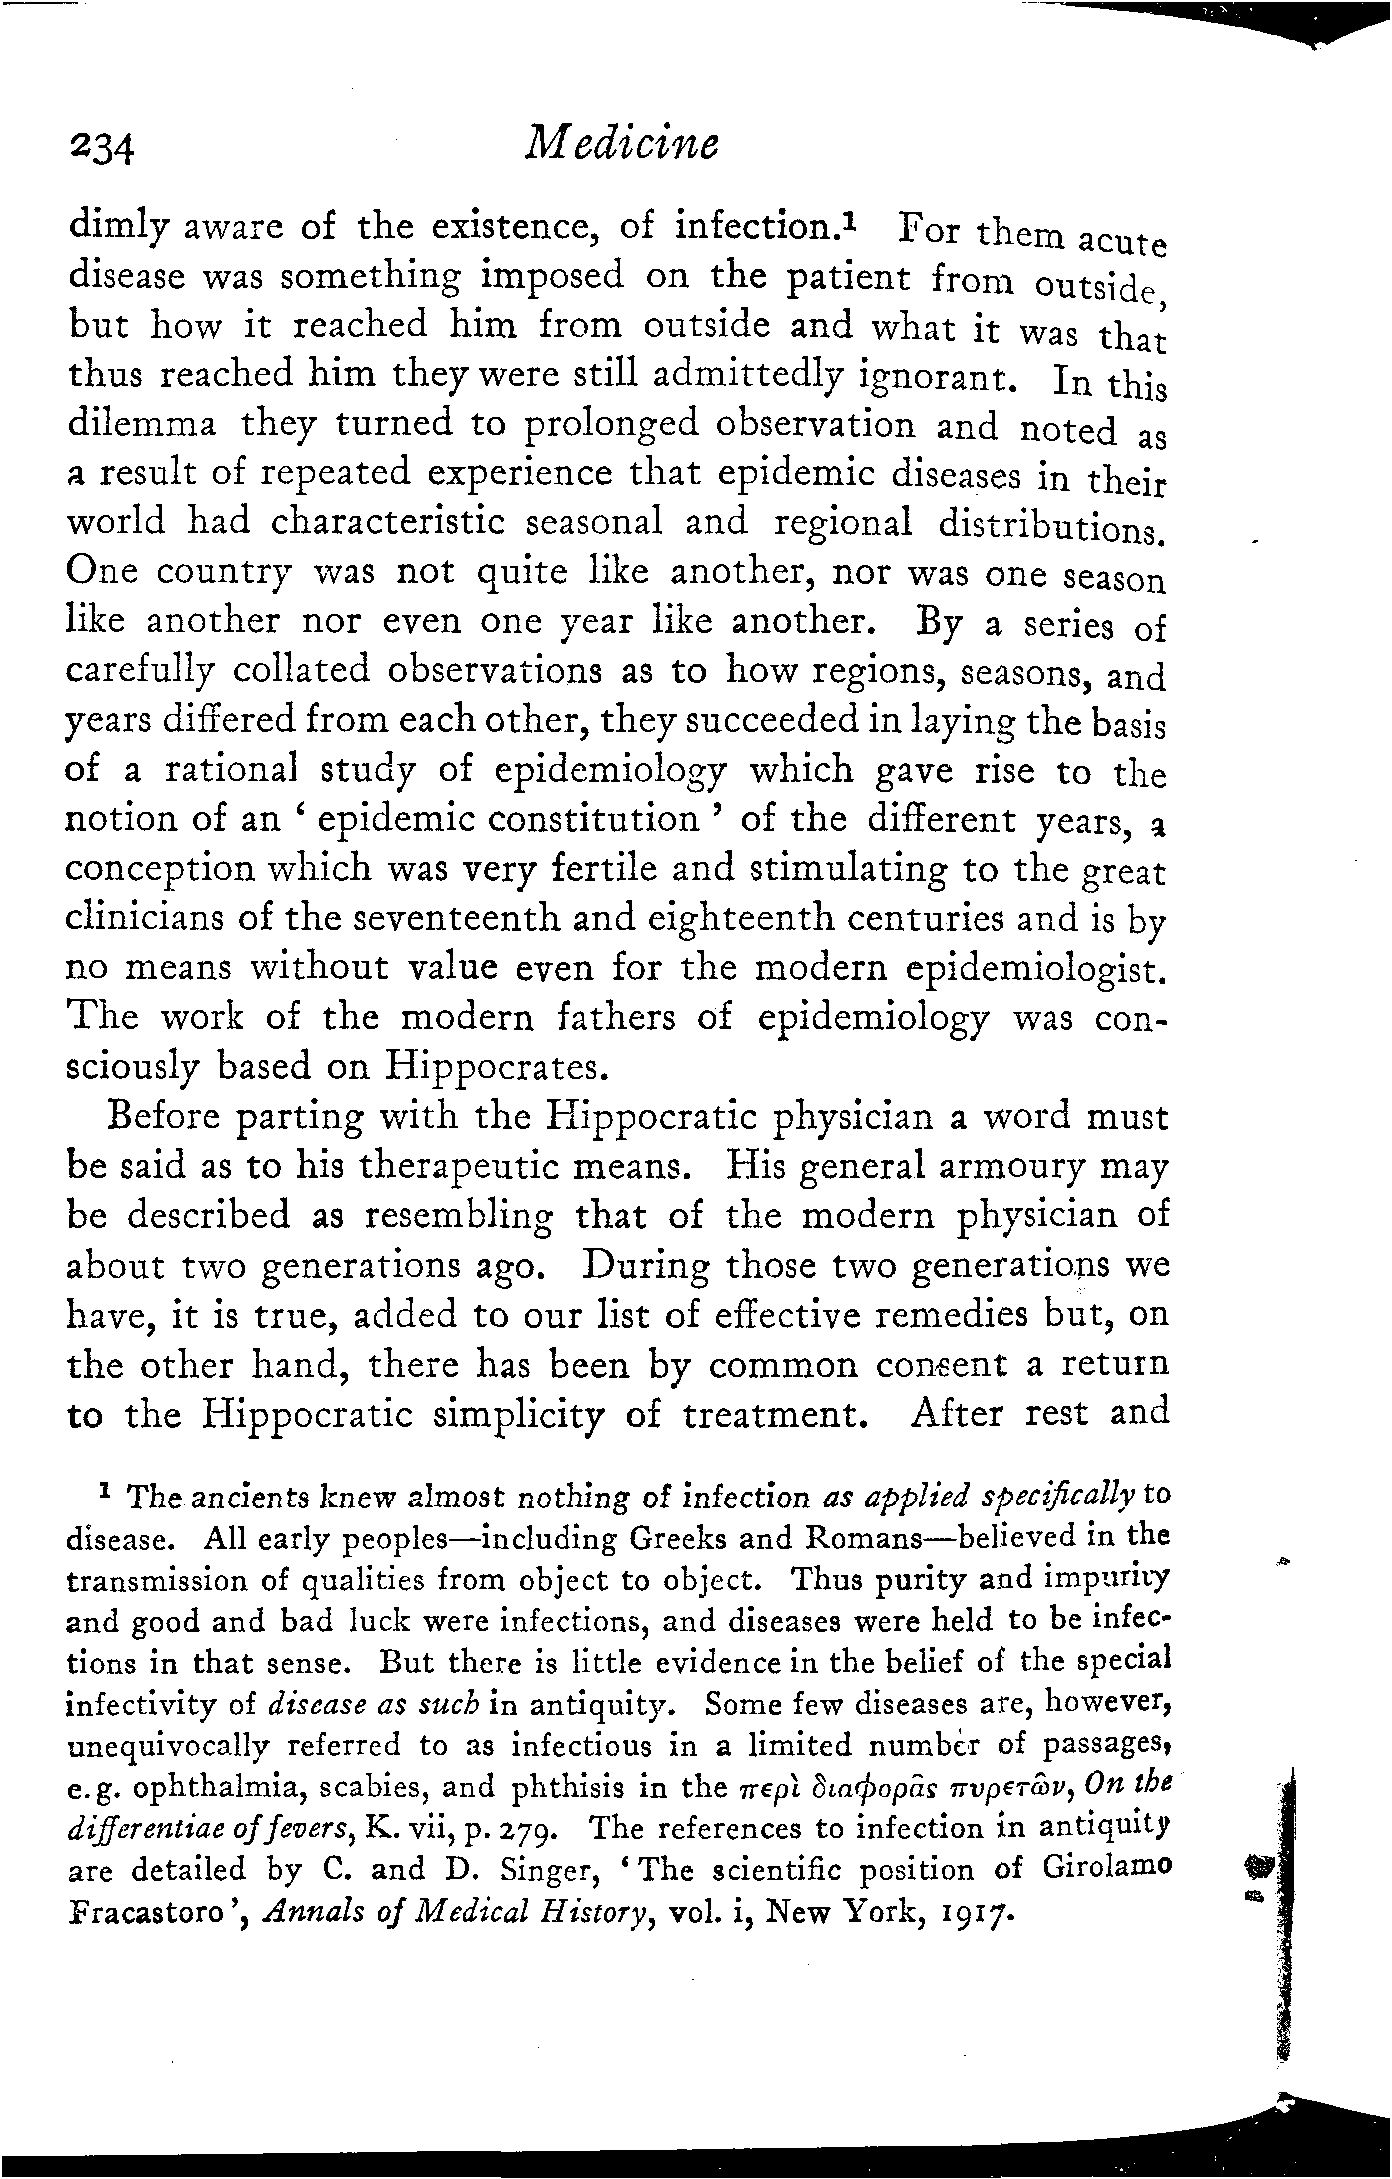 234 Medicine
dimly aware of the existence, of infection.¹ For them acute
disease was something imposed on the patient from outside,
but how it reached him from outside and what it was that
thus reached him they were still admittedly ignorant. In this
dilemma they turned to prolonged observation and noted as
a result of repeated experience that epidemic diseases in their
world had characteristic seasonal and regional distributions.
One country was not quite like another, nor was one season
like another nor even one year like another. By a series of
carefully collated observations as to how regions, seasons, and
years differed from each other, they succeeded in laying the basis
of a rational study of epidemiology which gave rise to the
notion of an ‘ epidemic constitution ’ of the different years, a
conception which was very fertile and stimulating to the great
clinicians of the seventeenth and eighteenth centuries and is by
no means without value even for the modern epidemiologist.
The work of the modern fathers of epidemiology was con-
sciously based on Hippocrates.
Before parting with the Hippocratic physician a word must
be said as to his therapeutic means. His general armoury may
be described as resembling that of the modern physician of
about two generations ago. During those two generations we
have, it is true, added to our list of effective remedies but, on
the other hand, there has been by common consent a return
to the Hippocratic simplicity of treatment. After rest and
¹ The ancients knew almost nothing of infection as applied specifically to
disease. All early peoples—including Greeks and Romans—believed in the
transmission of qualities from object to object. Thus purity and impurity
and good and bad luck were infections, and diseases were held to be infec-
tions in that sense. But there is little evidence in the belief of the special
infectivity of disease as such in antiquity. Some few diseases are, however,
unequivocally referred to as infectious in a limited number of passages,
e.g. ophthalmia, scabies, and phthisis in the περὶ διαφορᾶς πυρετῶν, On the
differentiae of fevers, K. vii, p. 279. The references to infection in antiquity
are detailed by C. and D. Singer, ‘ The scientific position of Girolamo
Fracastoro ’, Annals of Medical History, vol. i, New York, 1917.